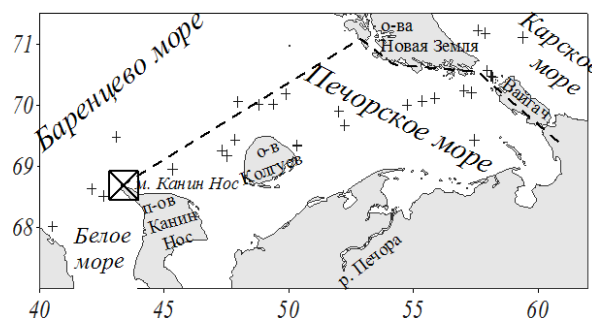 71
70
69
68
40
45
50
55
60
Баренцево море
о-ва
Новая Земля
Карское
море
Вайгач
Печорское море
о-в
Колгуев
м. Канин Нос
п-ов
Канин
Нос
Белое
море
р. Печора